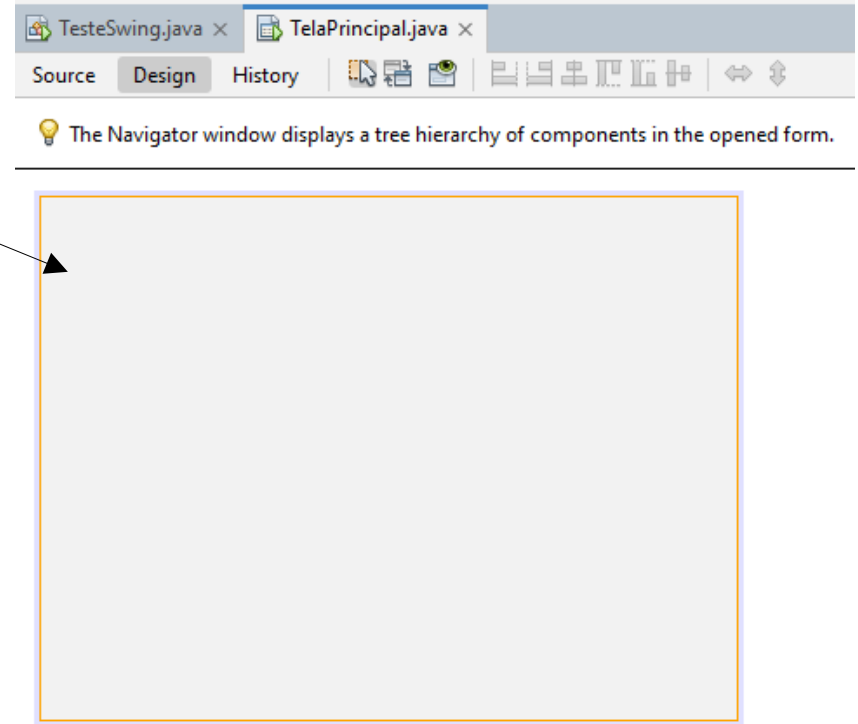 TesteSwing.java × TelaPrincipal.java ×
Source Design History
The Navigator window displays a tree hierarchy of components in the opened form.